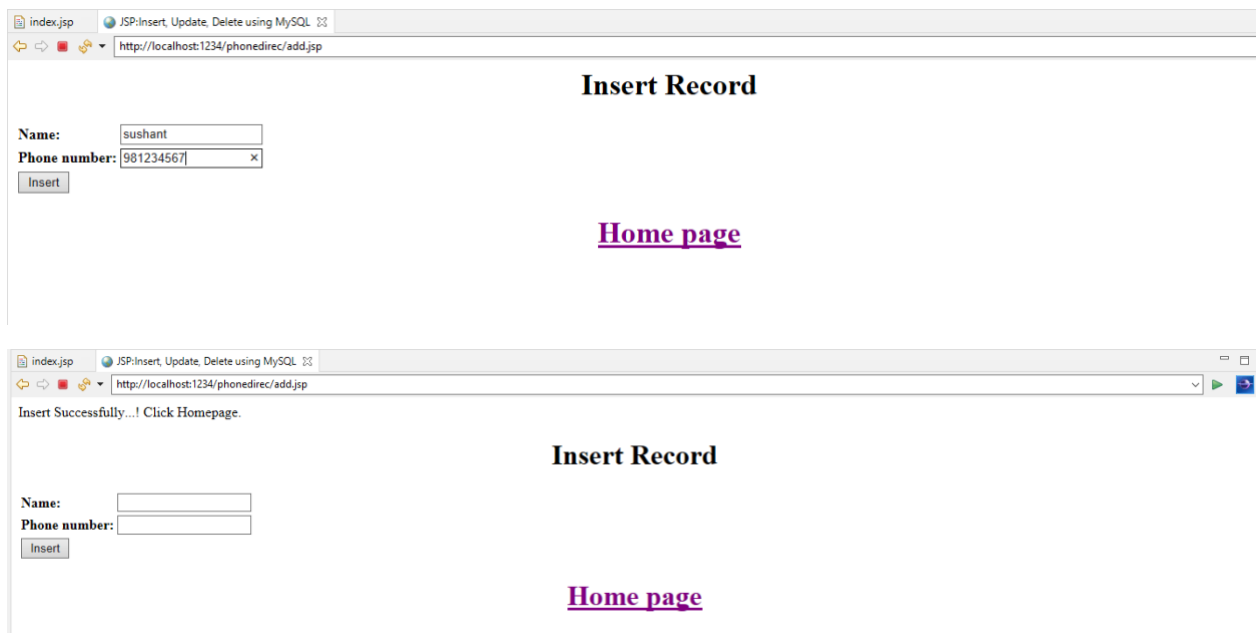 index.jsp JSP:Insert, Update, Delete using MySQL
http://localhost:1234/phonedirec/add.jsp
Insert Record
Name: sushant
Phone number: 981234567
Insert
Home page
index.jsp JSP:Insert, Update, Delete using MySQL
http://localhost:1234/phonedirec/add.jsp
Insert Successfully...! Click Homepage.
Insert Record
Name:
Phone number:
Insert
Home page